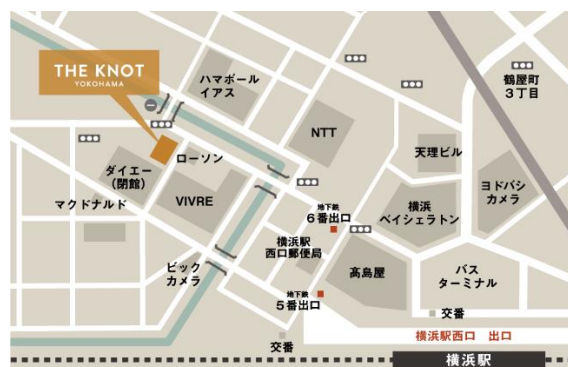 THE KNOT
YOKOHAMA
ハマボール
イアス
鶴屋町
3丁目
NTT
天理ビル
ローソン
ダイエー
(閉館)
VIVRE
マクドナルド
地下鉄
6番出口
横浜
ベイシェラトン
ヨドバシ
カメラ
横浜駅
西口郵便局
ビック
カメラ
髙島屋
バス
ターミナル
地下鉄
5番出口
交番
交番
横浜駅西口 出口
横浜駅